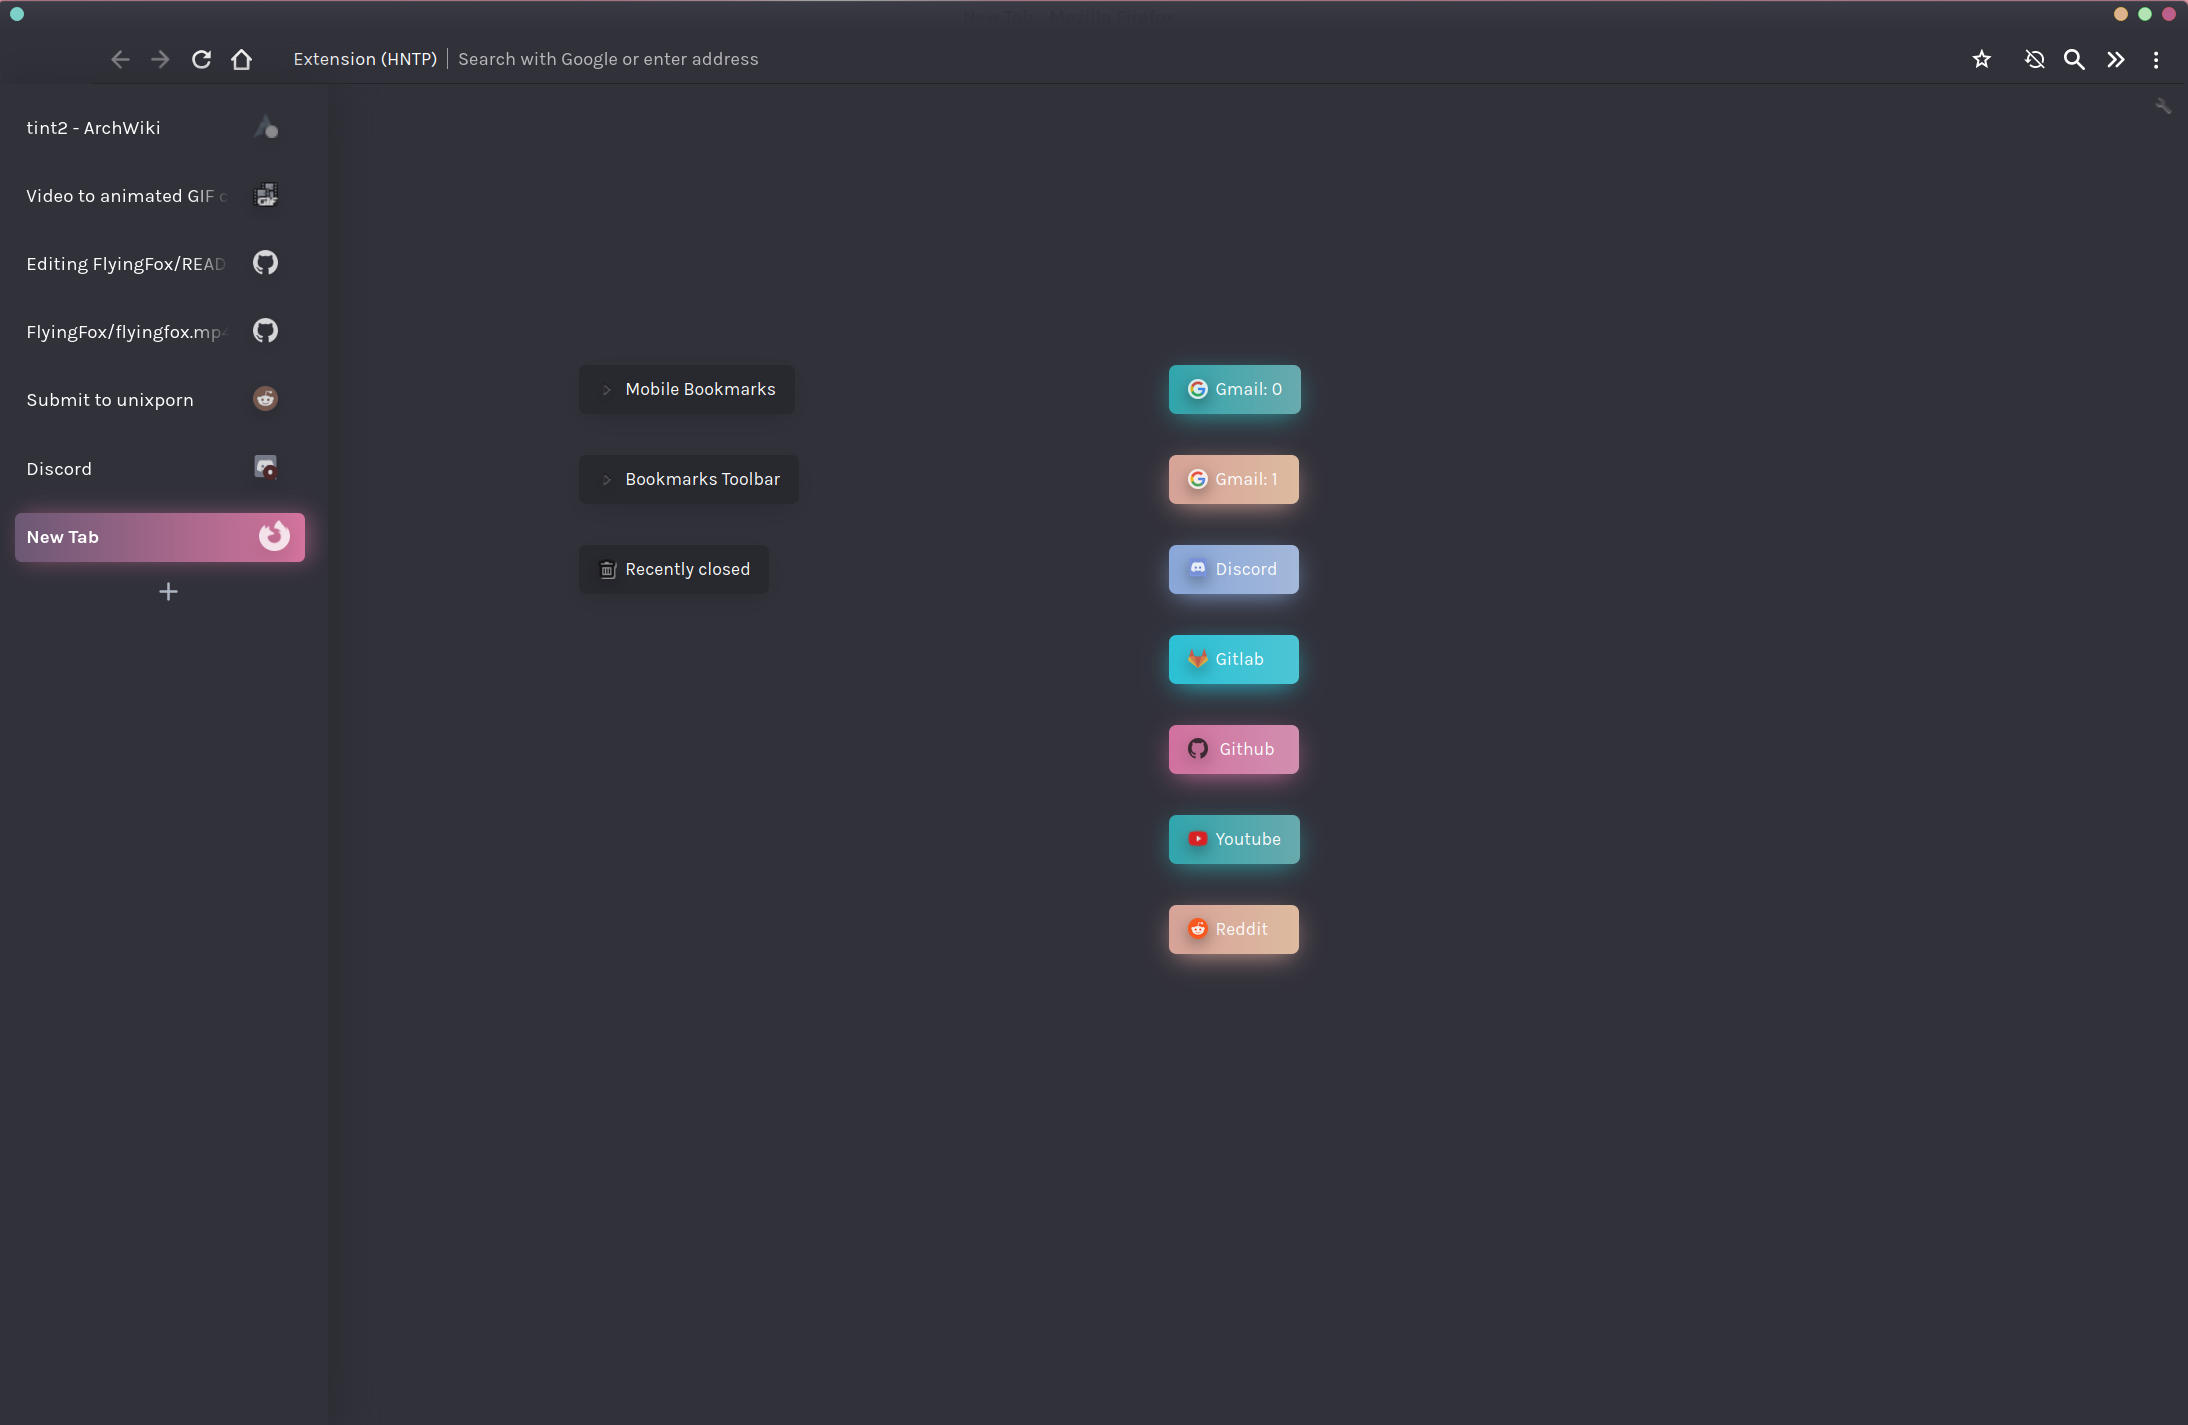 New Tab - Mozilla Firefox
Extension (HNTP) Search with Google or enter address
tint2 - ArchWiki
Video to animated GIF c
Editing FlyingFox/READ
FlyingFox/flyingfox.mp4
Submit to unixporn
Discord
New Tab
Mobile Bookmarks
Bookmarks Toolbar
Recently closed
Gmail: 0
Gmail: 1
Discord
Gitlab
Github
Youtube
Reddit